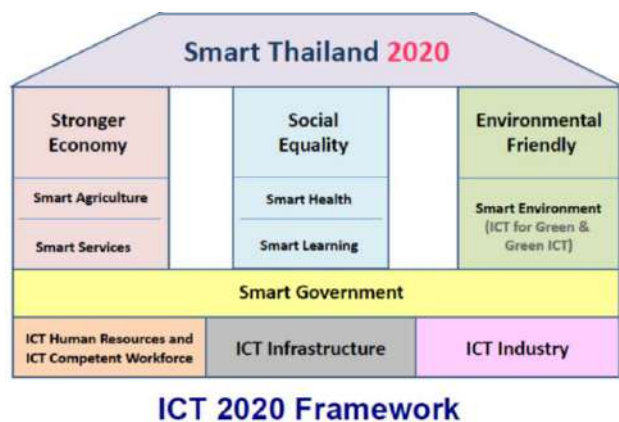 Smart Thailand 2020
Stronger
Economy
Smart Agriculture
Smart Services
Social
Equality
Smart Health
Smart Learning
Environmental
Friendly
Smart Environment
(ICT for Green &
Green ICT)
Smart Government
ICT Human Resources and
ICT Competent Workforce
ICT Infrastructure
ICT Industry
ICT 2020 Framework